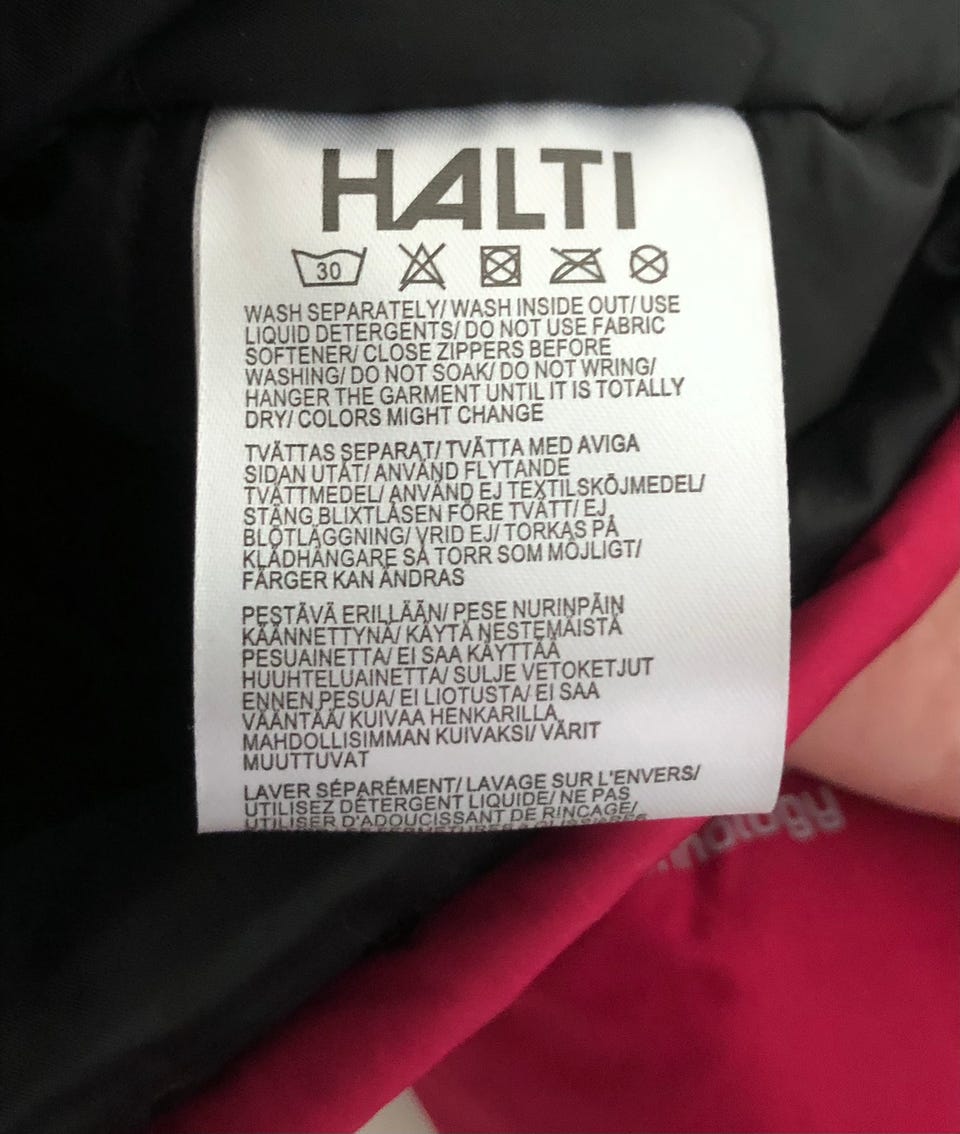 HALTI
30
WASH SEPARATELY/ WASH INSIDE OUT/ USE
LIQUID DETERGENTS/ DO NOT USE FABRIC
SOFTENER/ CLOSE ZIPPERS BEFORE
WASHING/ DO NOT SOAK/ DO NOT WRING/
HANGER THE GARMENT UNTIL IT IS TOTALLY
DRY/ COLORS MIGHT CHANGE
TVÄTTAS SEPARAT/ TVÄTTA MED AVIGA
SIDAN UTÅT/ ANVÄND FLYTANDE
TVÄTTMEDEL/ ANVÄND EJ TEXTILSKÖJMEDEL/
STÄNG BLIXTLÅSEN FÖRE TVÄTT/ EJ
BLÖTLÄGGNING/ VRID EJ/ TORKAS PÅ
KLÄDHÄNGARE SÅ TORR SOM MÖJLIGT/
FÄRGER KAN ÄNDRAS
PESTÄVÄ ERILLÄÄN/ PESE NURINPÄIN
KÄÄNNETTYNÄ/ KÄYTÄ NESTEMÄISTÄ
PESUAINETTA/ EI SAA KÄYTTÄÄ
HUUHTELUAINETTA/ SULJE VETOKETJUT
ENNEN PESUA/ EI LIOTUSTA/ EI SAA
VÄÄNTÄÄ/ KUIVAA HENKARILLA
MAHDOLLISIMMAN KUIVAKSI/ VÄRIT
MUUTTUVAT
LAVER SÉPARÉMENT/ LAVAGE SUR L'ENVERS/
UTILISEZ DÉTERGENT LIQUIDE/ NE PAS
UTILISER D'ADOUCISSANT DE RINÇAGE/